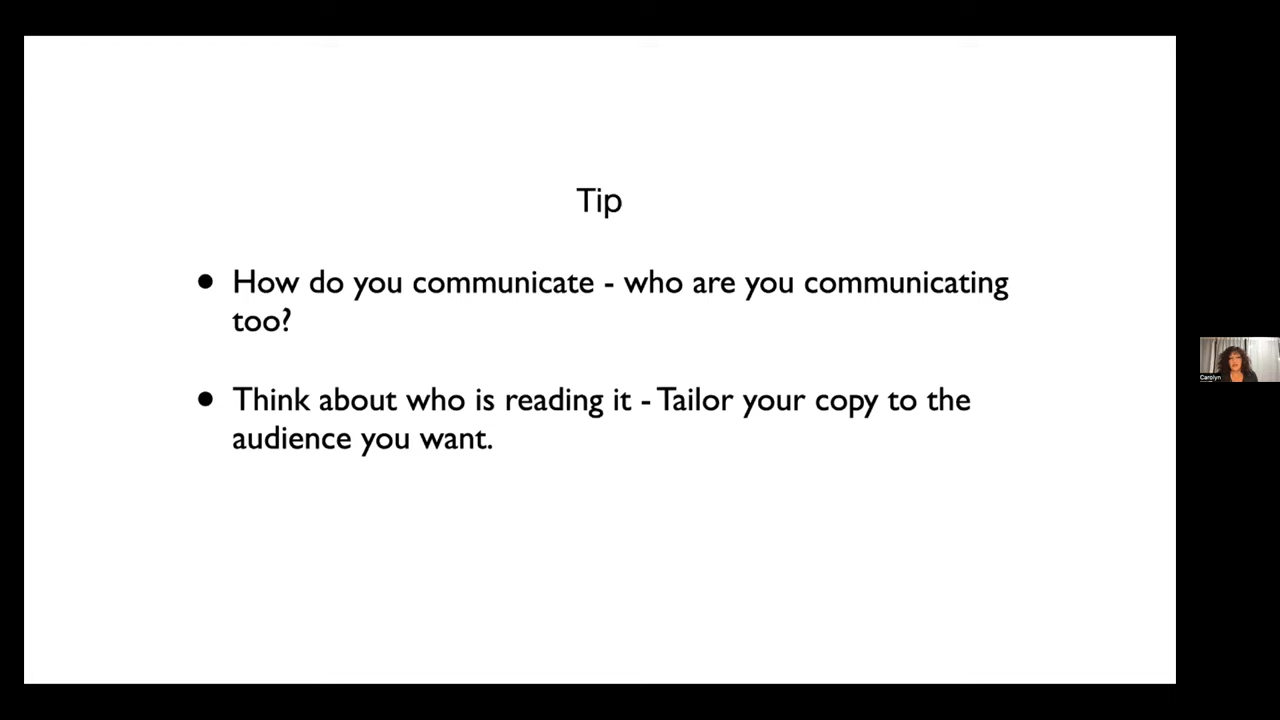 Tip
• How do you communicate - who are you communicating
too?
• Think about who is reading it - Tailor your copy to the
audience you want.
Carolyn